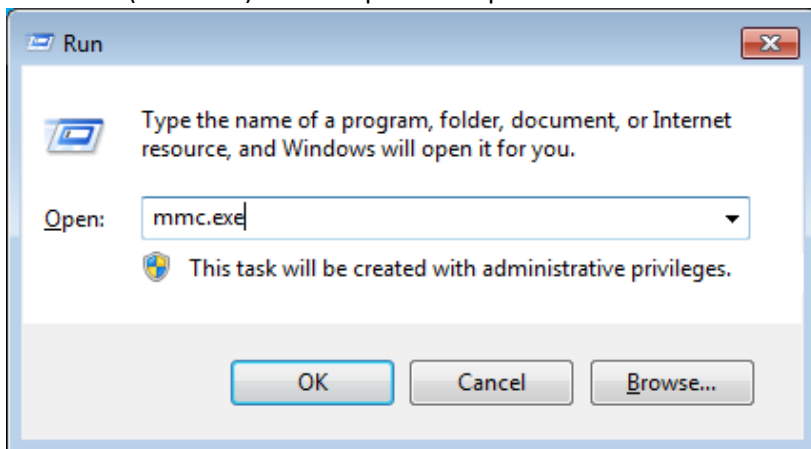 Run
Type the name of a program, folder, document, or Internet
resource, and Windows will open it for you.
Open:
mmc.exe
This task will be created with administrative privileges.
OK
Cancel
Browse...